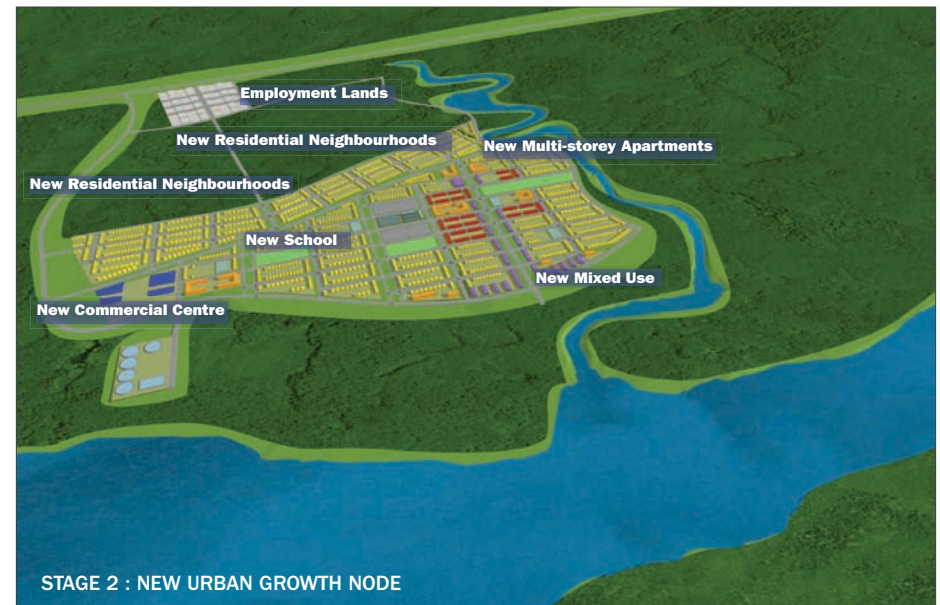 Employment Lands
New Residential Neighbourhoods
New Multi-storey Apartments
New Residential Neighbourhoods
New School
New Mixed Use
New Commercial Centre
STAGE 2 : NEW URBAN GROWTH NODE